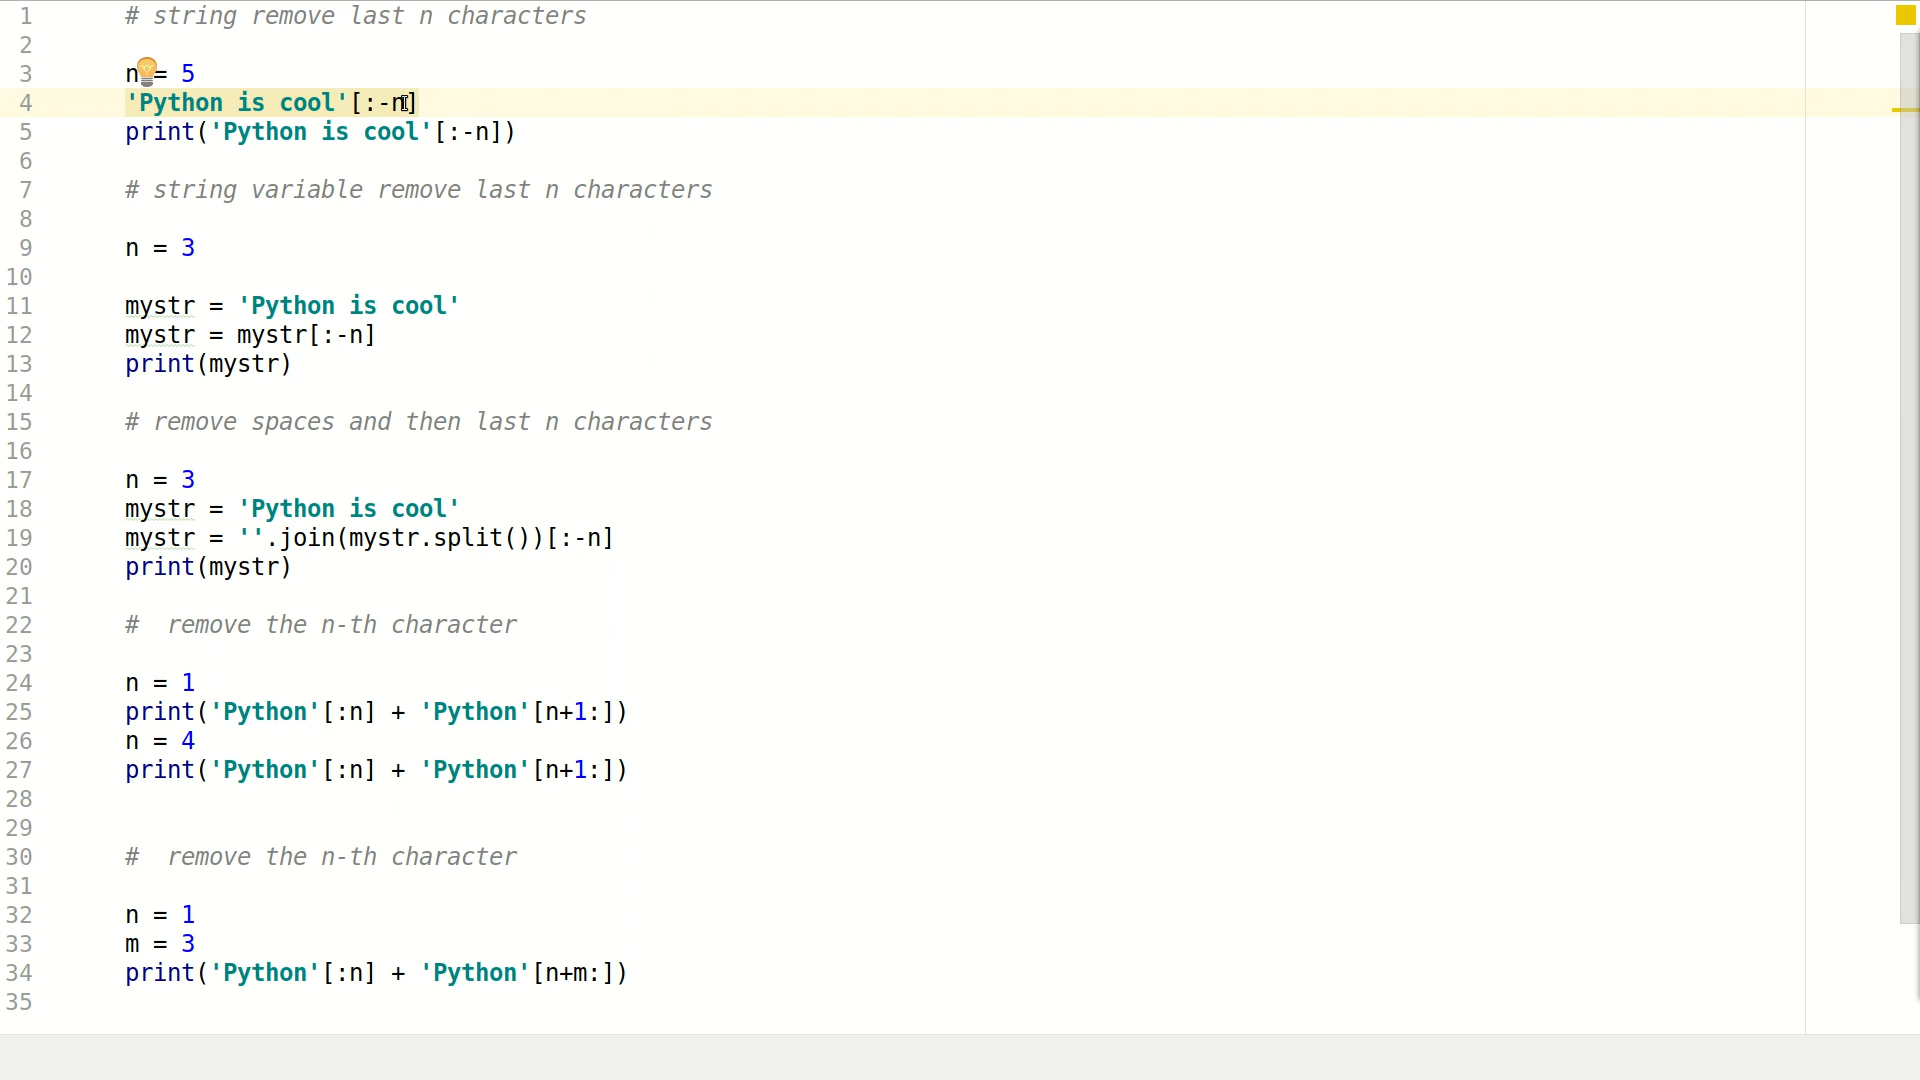 1 # string remove last n characters
2
3 n = 5
4 'Python is cool'[:-n]
5 print('Python is cool'[:-n])
6
7 # string variable remove last n characters
8
9 n = 3
10
11 mystr = 'Python is cool'
12 mystr = mystr[:-n]
13 print(mystr)
14
15 # remove spaces and then last n characters
16
17 n = 3
18 mystr = 'Python is cool'
19 mystr = ''.join(mystr.split())[:-n]
20 print(mystr)
21
22 #  remove the n-th character
23
24 n = 1
25 print('Python'[:n] + 'Python'[n+1:])
26 n = 4
27 print('Python'[:n] + 'Python'[n+1:])
28
29
30 #  remove the n-th character
31
32 n = 1
33 m = 3
34 print('Python'[:n] + 'Python'[n+m:])
35